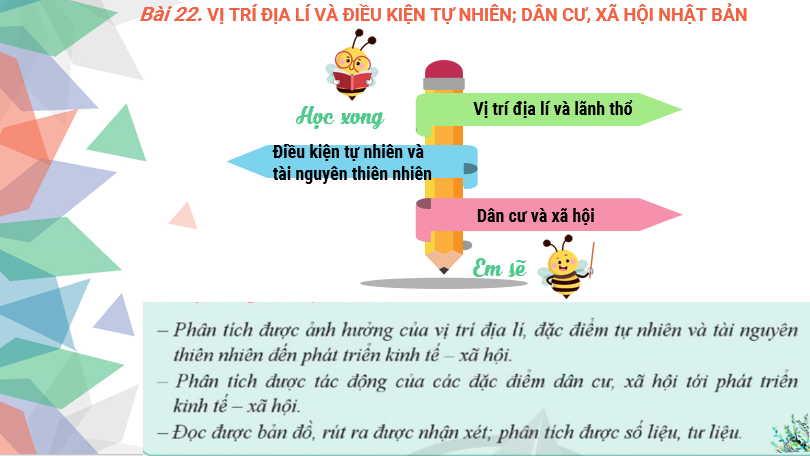 Bài 22. VỊ TRÍ ĐỊA LÍ VÀ ĐIỀU KIỆN TỰ NHIÊN; DÂN CƯ, XÃ HỘI NHẬT BẢN
Học xong
Vị trí địa lí và lãnh thổ
Điều kiện tự nhiên và
tài nguyên thiên nhiên
Dân cư và xã hội
Em sẽ
– Phân tích được ảnh hưởng của vị trí địa lí, đặc điểm tự nhiên và tài nguyên
thiên nhiên đến phát triển kinh tế – xã hội.
– Phân tích được tác động của các đặc điểm dân cư, xã hội tới phát triển
kinh tế – xã hội.
– Đọc được bản đồ, rút ra được nhận xét; phân tích được số liệu, tư liệu.